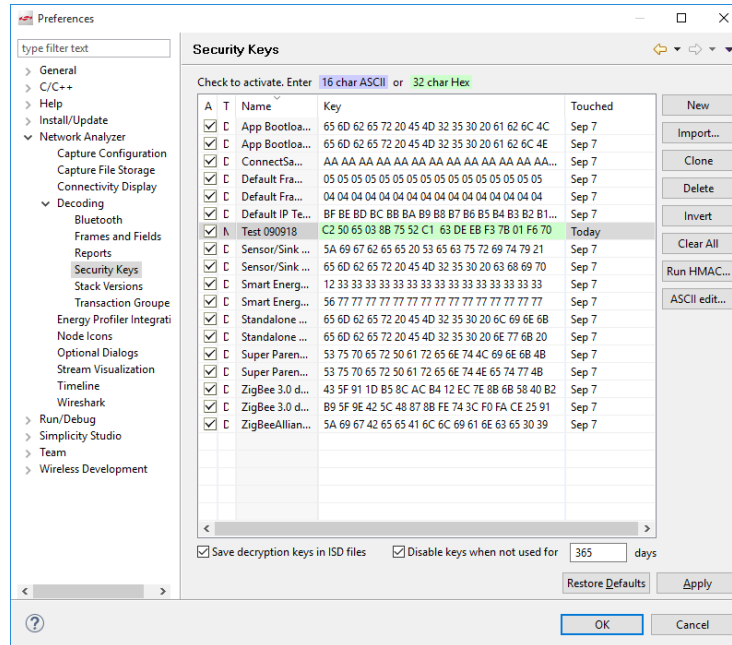 Preferences
type filter text
Security Keys
General
C/C++
Help
Install/Update
Network Analyzer
Capture Configuration
Capture File Storage
Connectivity Display
Decoding
Bluetooth
Frames and Fields
Reports
Security Keys
Stack Versions
Transaction Groupe
Energy Profiler Integrati
Node Icons
Optional Dialogs
Stream Visualization
Timeline
Wireshark
Run/Debug
Simplicity Studio
Team
Wireless Development
Check to activate. Enter 16 char ASCII or 32 char Hex
A T Name Key Touched
D App Bootloa... 65 6D 62 65 72 20 45 4D 32 35 30 20 61 62 6C 4C Sep 7
D App Bootloa... 65 6D 62 65 72 20 45 4D 32 35 30 20 61 62 6C 4E Sep 7
D ConnectSa... AA AA AA AA AA AA AA AA AA AA AA AA AA AA... Sep 7
D Default Fra... 05 05 05 05 05 05 05 05 05 05 05 05 05 05 05 05 Sep 7
D Default Fra... 04 04 04 04 04 04 04 04 04 04 04 04 04 04 04 04 Sep 7
D Default IP Te... BF BE BD BC BB BA B9 B8 B7 B6 B5 B4 B3 B2 B1... Sep 7
N Test 090918 C2 50 65 03 8B 75 52 C1 63 DE EB F3 7B 01 F6 70 Today
D Sensor/Sink ... 5A 69 67 62 65 65 20 53 65 63 75 72 69 74 79 21 Sep 7
D Sensor/Sink ... 65 6D 62 65 72 20 45 4D 32 35 30 20 63 68 69 70 Sep 7
D Smart Energ... 12 33 33 33 33 33 33 33 33 33 33 33 33 33 33 33 Sep 7
D Smart Energ... 56 77 77 77 77 77 77 77 77 77 77 77 77 77 77 77 Sep 7
D Standalone ... 65 6D 62 65 72 20 45 4D 32 35 30 20 6C 69 6E 6B Sep 7
D Standalone ... 65 6D 62 65 72 20 45 4D 32 35 30 20 6E 77 6B 20 Sep 7
D Super Paren... 53 75 70 65 72 50 61 72 65 6E 74 4C 69 6E 6B 4B Sep 7
D Super Paren... 53 75 70 65 72 50 61 72 65 6E 74 4E 65 74 77 4B Sep 7
D ZigBee 3.0 d... 43 5F 91 1D B5 8C AC B4 12 EC 7E 8B 6B 58 40 B2 Sep 7
D ZigBee 3.0 d... B9 5F 9E 42 5C 48 87 8B FE 74 3C F0 FA CE 25 91 Sep 7
D ZigBeeAllian... 5A 69 67 42 65 65 41 6C 6C 69 61 6E 63 65 30 39 Sep 7
New
Import...
Clone
Delete
Invert
Clear All
Run HMAC...
ASCII edit...
Save decryption keys in ISD files Disable keys when not used for 365 days
Restore Defaults Apply
OK Cancel